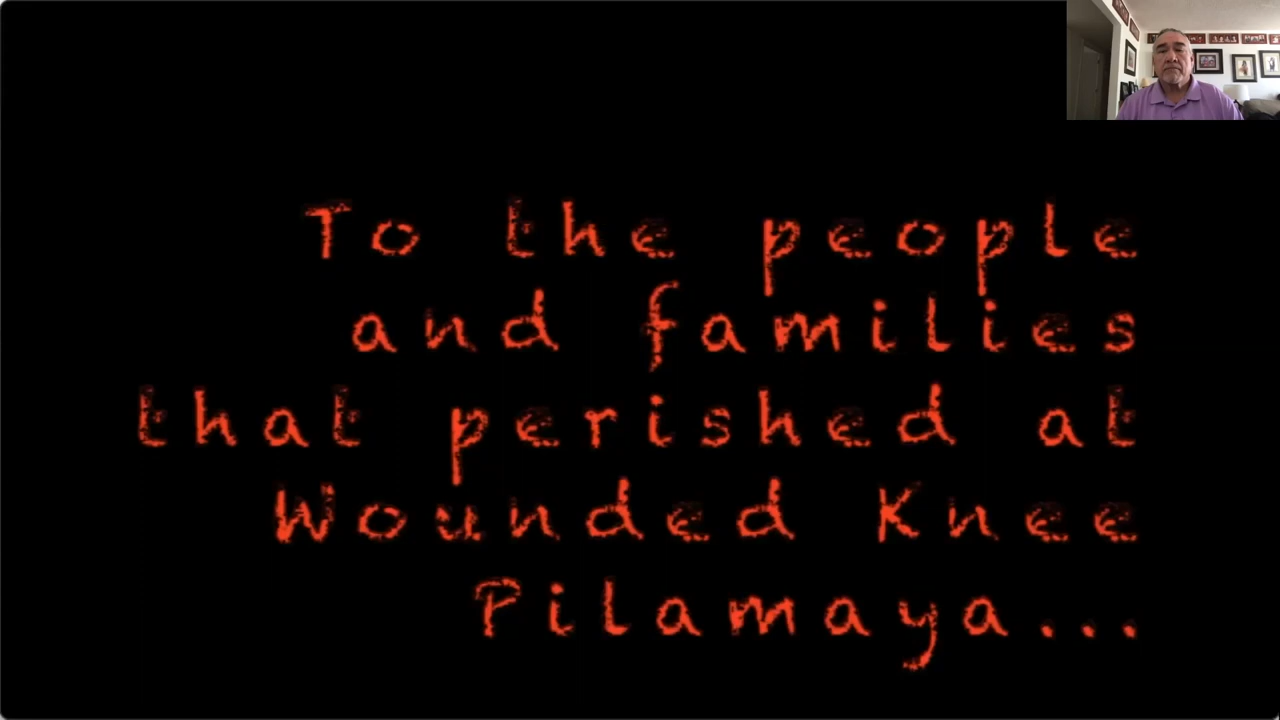 To the people
and families
that perished at
Wounded Knee
Pilamaya...